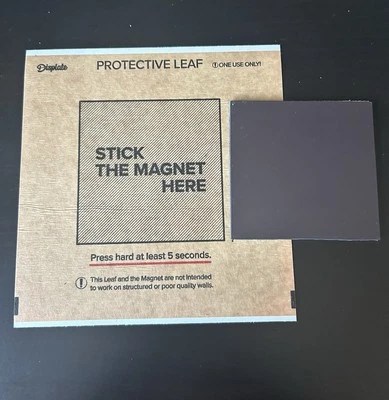 Displate
PROTECTIVE LEAF
ONE USE ONLY!
STICK
THE MAGNET
HERE
Press hard at least 5 seconds.
This Leaf and the Magnet are not intended
to work on structured or poor quality walls.